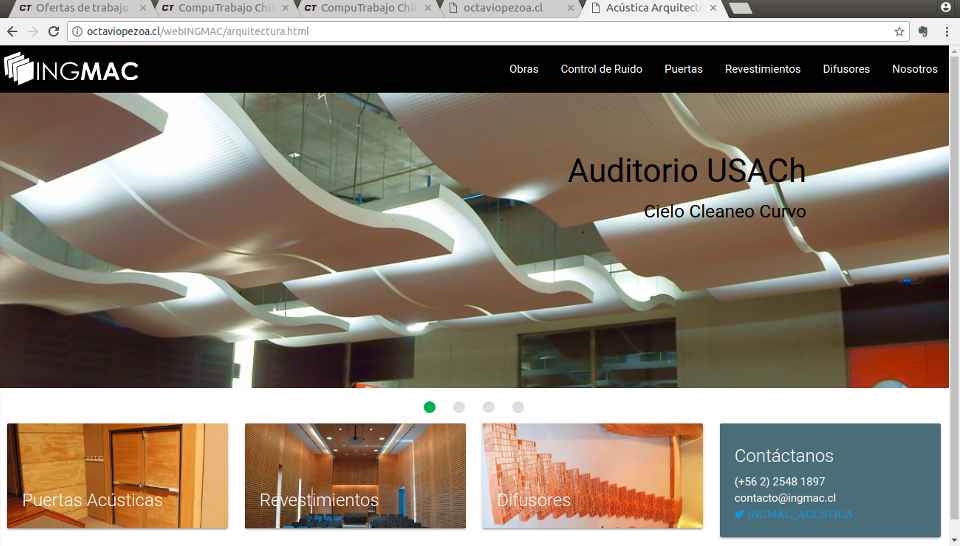 CT Ofertas de trabajo
CT CompuTrabajo Chil
CT CompuTrabajo Chil
octaviopezoa.cl
Acústica Arquitect
octaviopezoa.cl/webINGMAC/arquitectura.html
INGMAC
Obras
Control de Ruido
Puertas
Revestimientos
Difusores
Nosotros
Auditorio USACh
Cielo Cleaneo Curvo
Puertas Acústicas
Revestimientos
Difusores
Contáctanos
(+56 2) 2548 1897
contacto@ingmac.cl
INGMAC_ACUSTICA